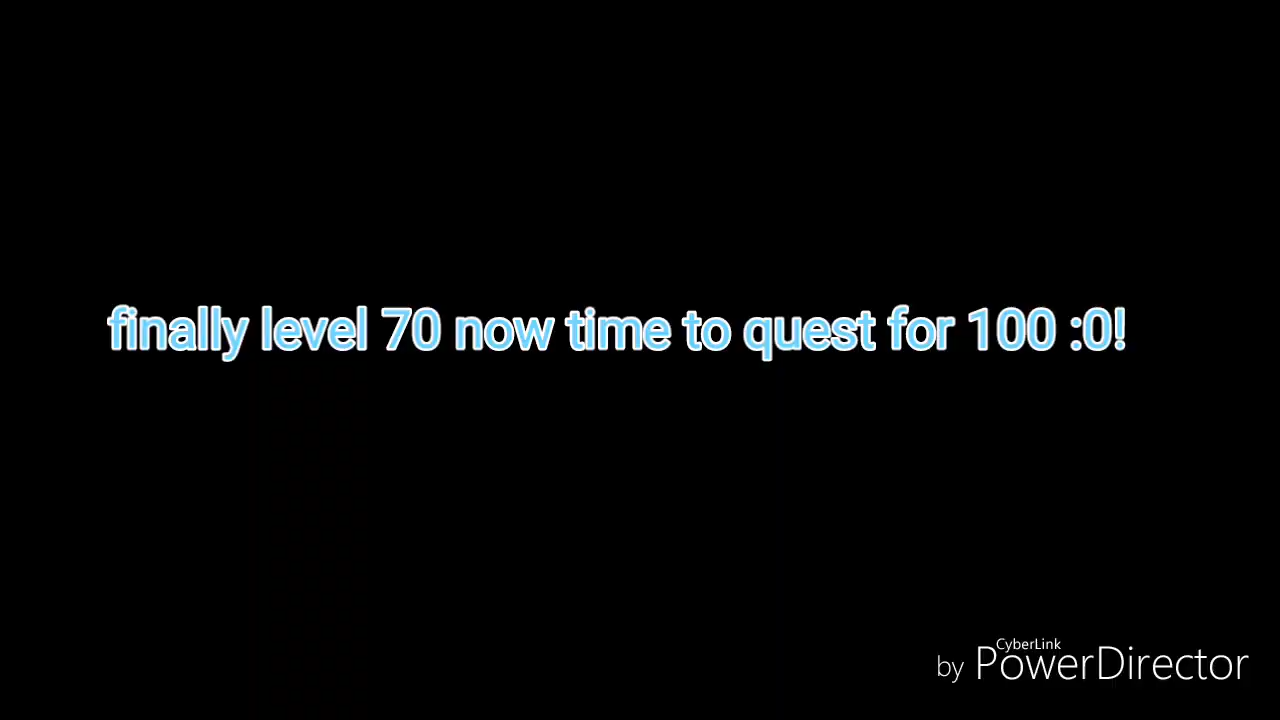 finally level 70 now time to quest for 100 :0!
CyberLink
by PowerDirector